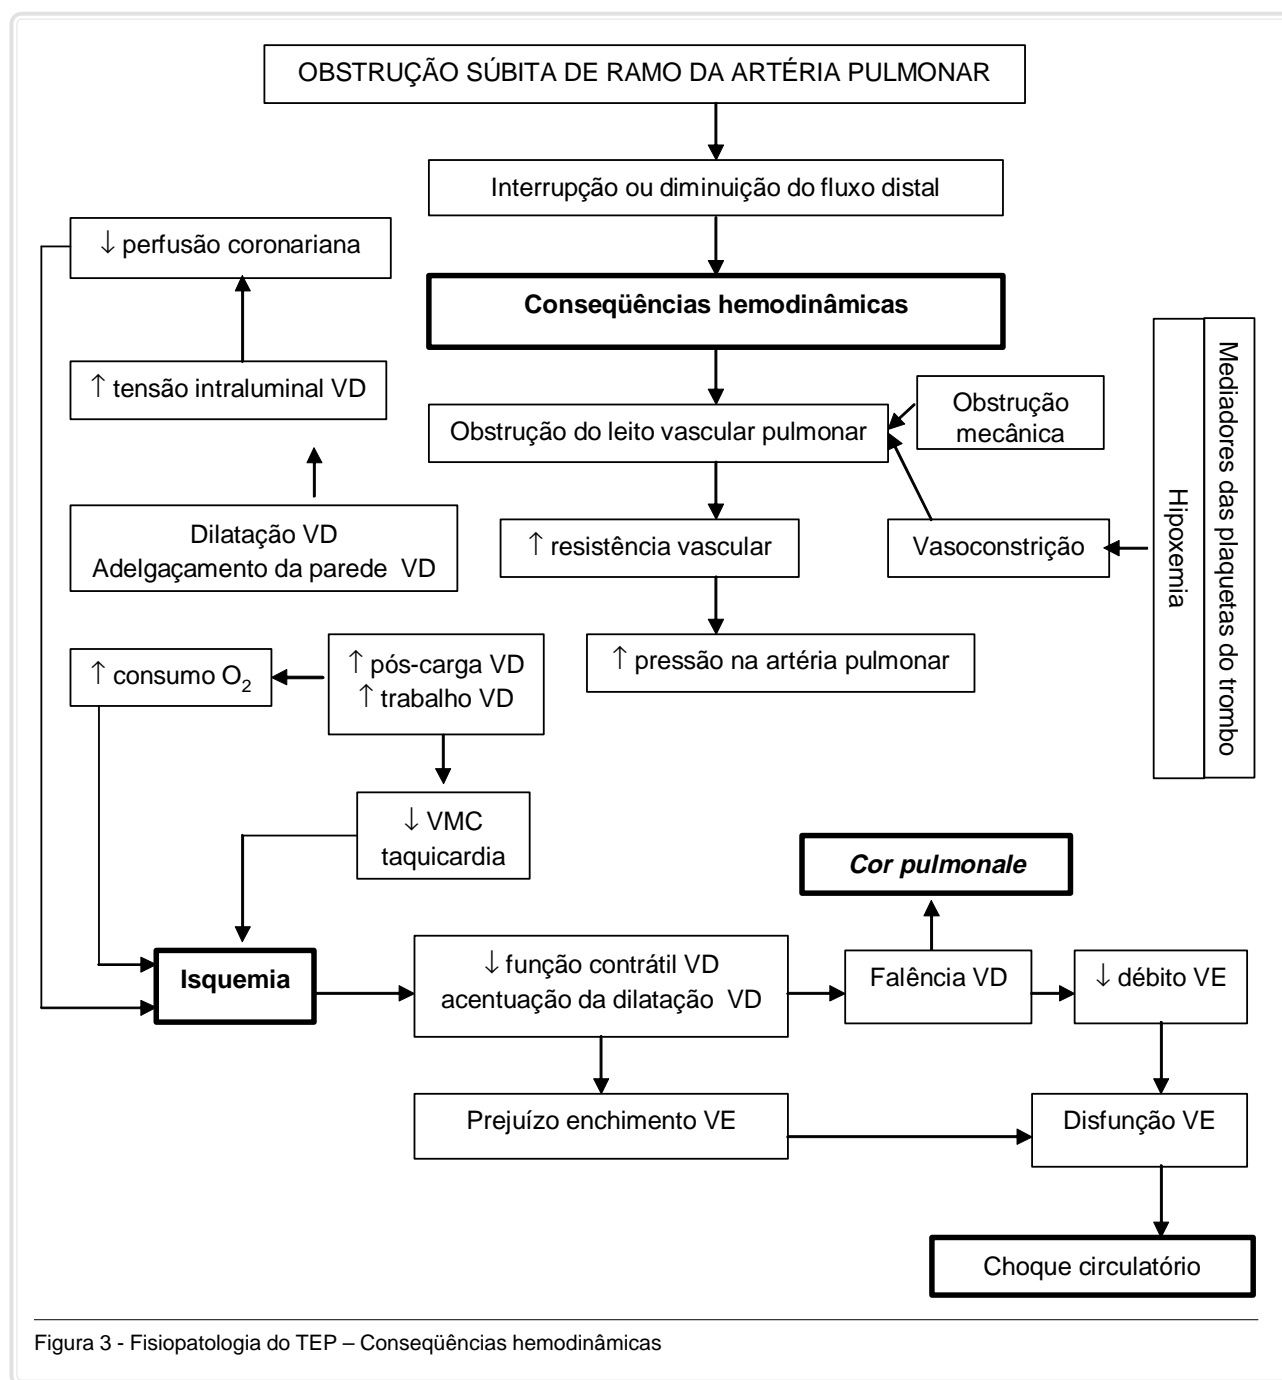 OBSTRUÇÃO SÚBITA DE RAMO DA ARTÉRIA PULMONAR
Interrupção ou diminuição do fluxo distal
↓ perfusão coronariana
Conseqüências hemodinâmicas
↑ tensão intraluminal VD
Obstrução do leito vascular pulmonar
Obstrução
mecânica
Mediadores das plaquetas do trombo
Hipoxemia
Dilatação VD
Adelgaçamento da parede VD
↑ resistência vascular
Vasoconstrição
↑ consumo O₂
↑ pós-carga VD
↑ trabalho VD
↑ pressão na artéria pulmonar
↓ VMC
taquicardia
Cor pulmonale
Isquemia
↓ função contrátil VD
acentuação da dilatação VD
Falência VD
↓ débito VE
Prejuízo enchimento VE
Disfunção VE
Choque circulatório
Figura 3 - Fisiopatologia do TEP – Conseqüências hemodinâmicas